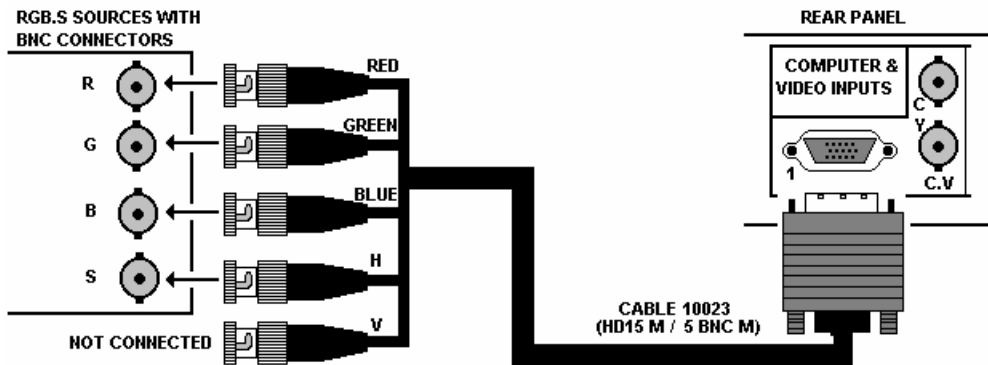 RGB.S SOURCES WITH
BNC CONNECTORS
R
G
B
S
NOT CONNECTED
RED
GREEN
BLUE
H
V
CABLE 10023
(HD15 M / 5 BNC M)
REAR PANEL
COMPUTER &
VIDEO INPUTS
1
C
Y
C.V